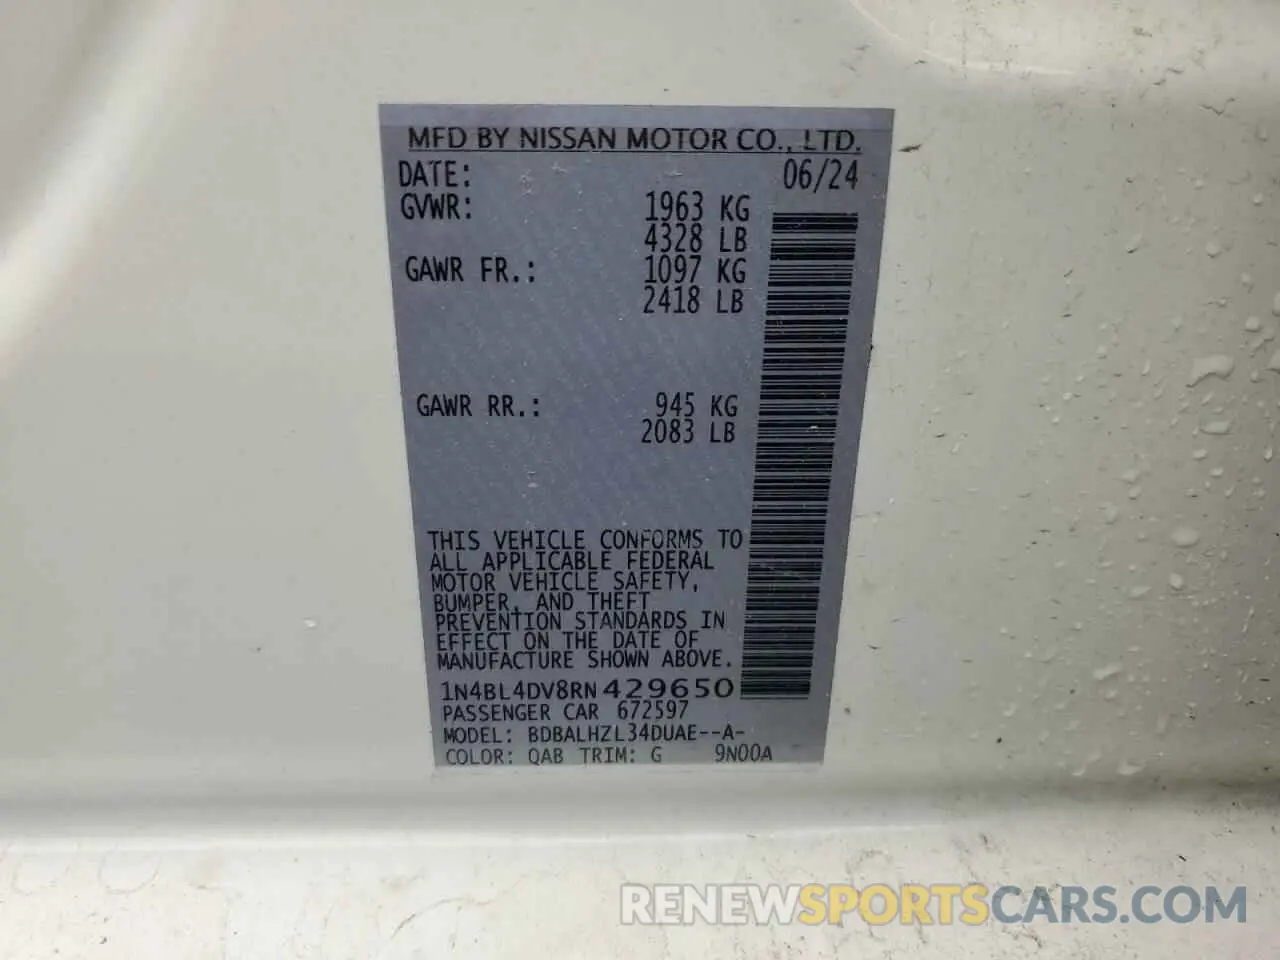 MFD BY NISSAN MOTOR CO., LTD.
DATE: 06/24
GVWR: 1963 KG
4328 LB
GAWR FR.: 1097 KG
2418 LB
GAWR RR.: 945 KG
2083 LB
THIS VEHICLE CONFORMS TO
ALL APPLICABLE FEDERAL
MOTOR VEHICLE SAFETY,
BUMPER, AND THEFT
PREVENTION STANDARDS IN
EFFECT ON THE DATE OF
MANUFACTURE SHOWN ABOVE.
1N4BL4DV8RN429650
PASSENGER CAR 672597
MODEL: BDBALHZL34DUAE--A-
COLOR: QAB TRIM: G 9N00A
RENEWSPORTSCARS.COM